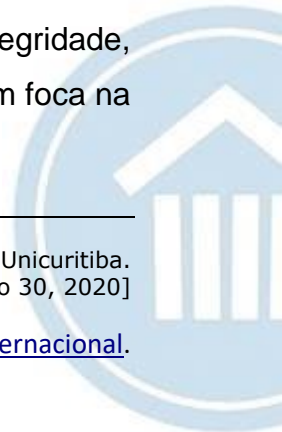 egridade,
m foca na
Unicuritiba.
o 30, 2020]
ernacional.